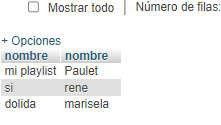 Mostrar todo | Número de filas:
+ Opciones
nombre nombre
mi playlist Paulet
si rene
dolida marisela